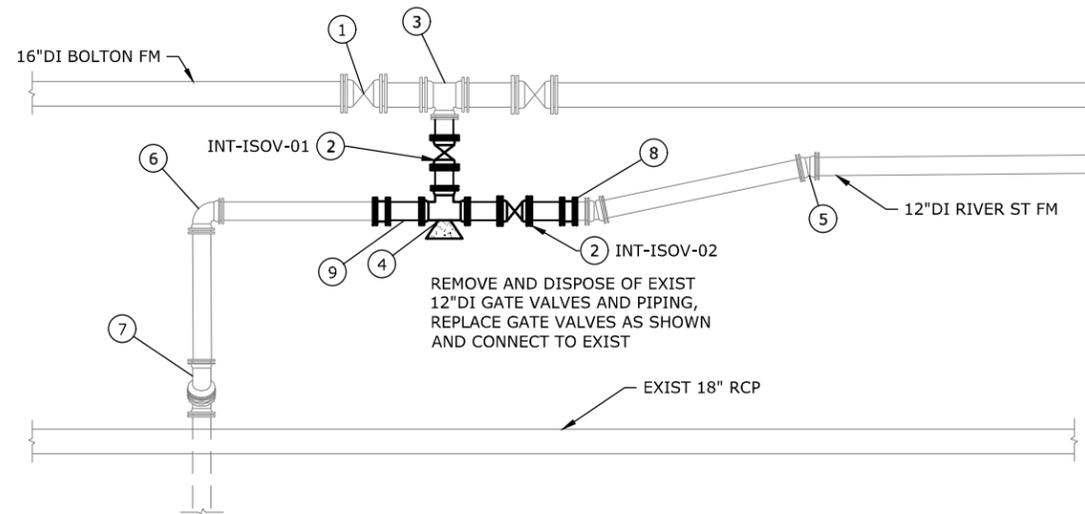 3
1
16"DI BOLTON FM
INT-ISOV-01 2
8
6
5
12"DI RIVER ST FM
9
4
2 INT-ISOV-02
REMOVE AND DISPOSE OF EXIST
12"DI GATE VALVES AND PIPING,
REPLACE GATE VALVES AS SHOWN
AND CONNECT TO EXIST
7
EXIST 18" RCP